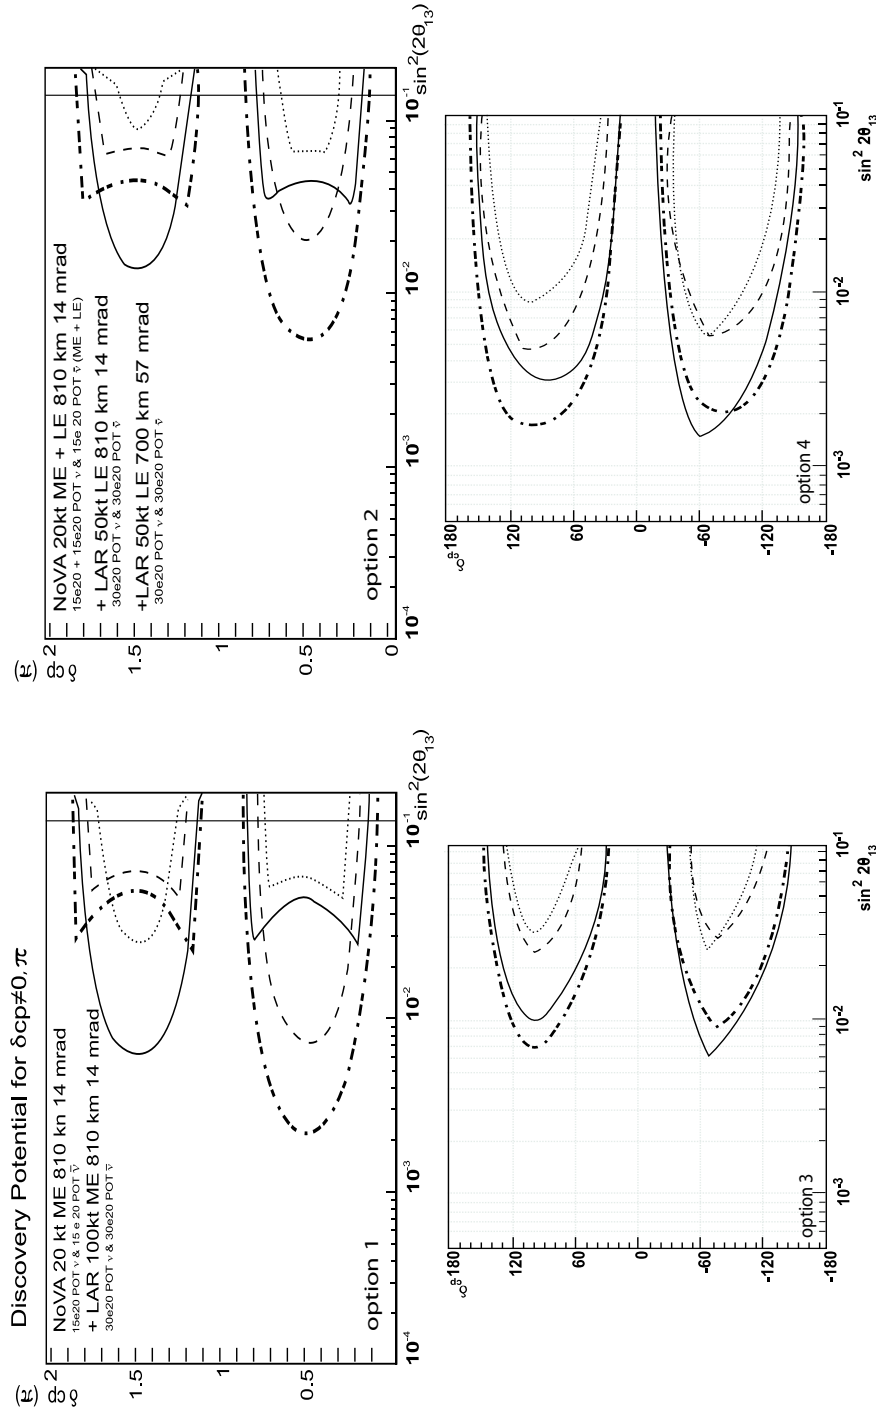 Discovery Potential for δcp≠0,π
δcp (π)
2
1.5
1
0.5
NoVA 20 kt ME 810 kn 14 mrad
15e20 POT ν & 15 e 20 POT ν̅
+ LAR 100kt ME 810 km 14 mrad
30e20 POT ν & 30e20 POT ν̅
option 1
10⁻⁴
10⁻³
10⁻²
10⁻¹
sin²(2θ₁₃)
δcp (π)
2
1.5
1
0.5
0
NoVA 20kt ME + LE 810 km 14 mrad
15e20 + 15e20 POT ν & 15e 20 POT ν̅ (ME + LE)
+ LAR 50kt LE 810 km 14 mrad
30e20 POT ν & 30e20 POT ν̅
+LAR 50kt LE 700 km 57 mrad
30e20 POT ν & 30e20 POT ν̅
option 2
10⁻⁴
10⁻³
10⁻²
10⁻¹
sin²(2θ₁₃)
δcp
180
120
60
0
-60
-120
-180
option 3
10⁻³
10⁻²
10⁻¹
sin² 2θ₁₃
δcp
180
120
60
0
-60
-120
-180
option 4
10⁻³
10⁻²
10⁻¹
sin² 2θ₁₃